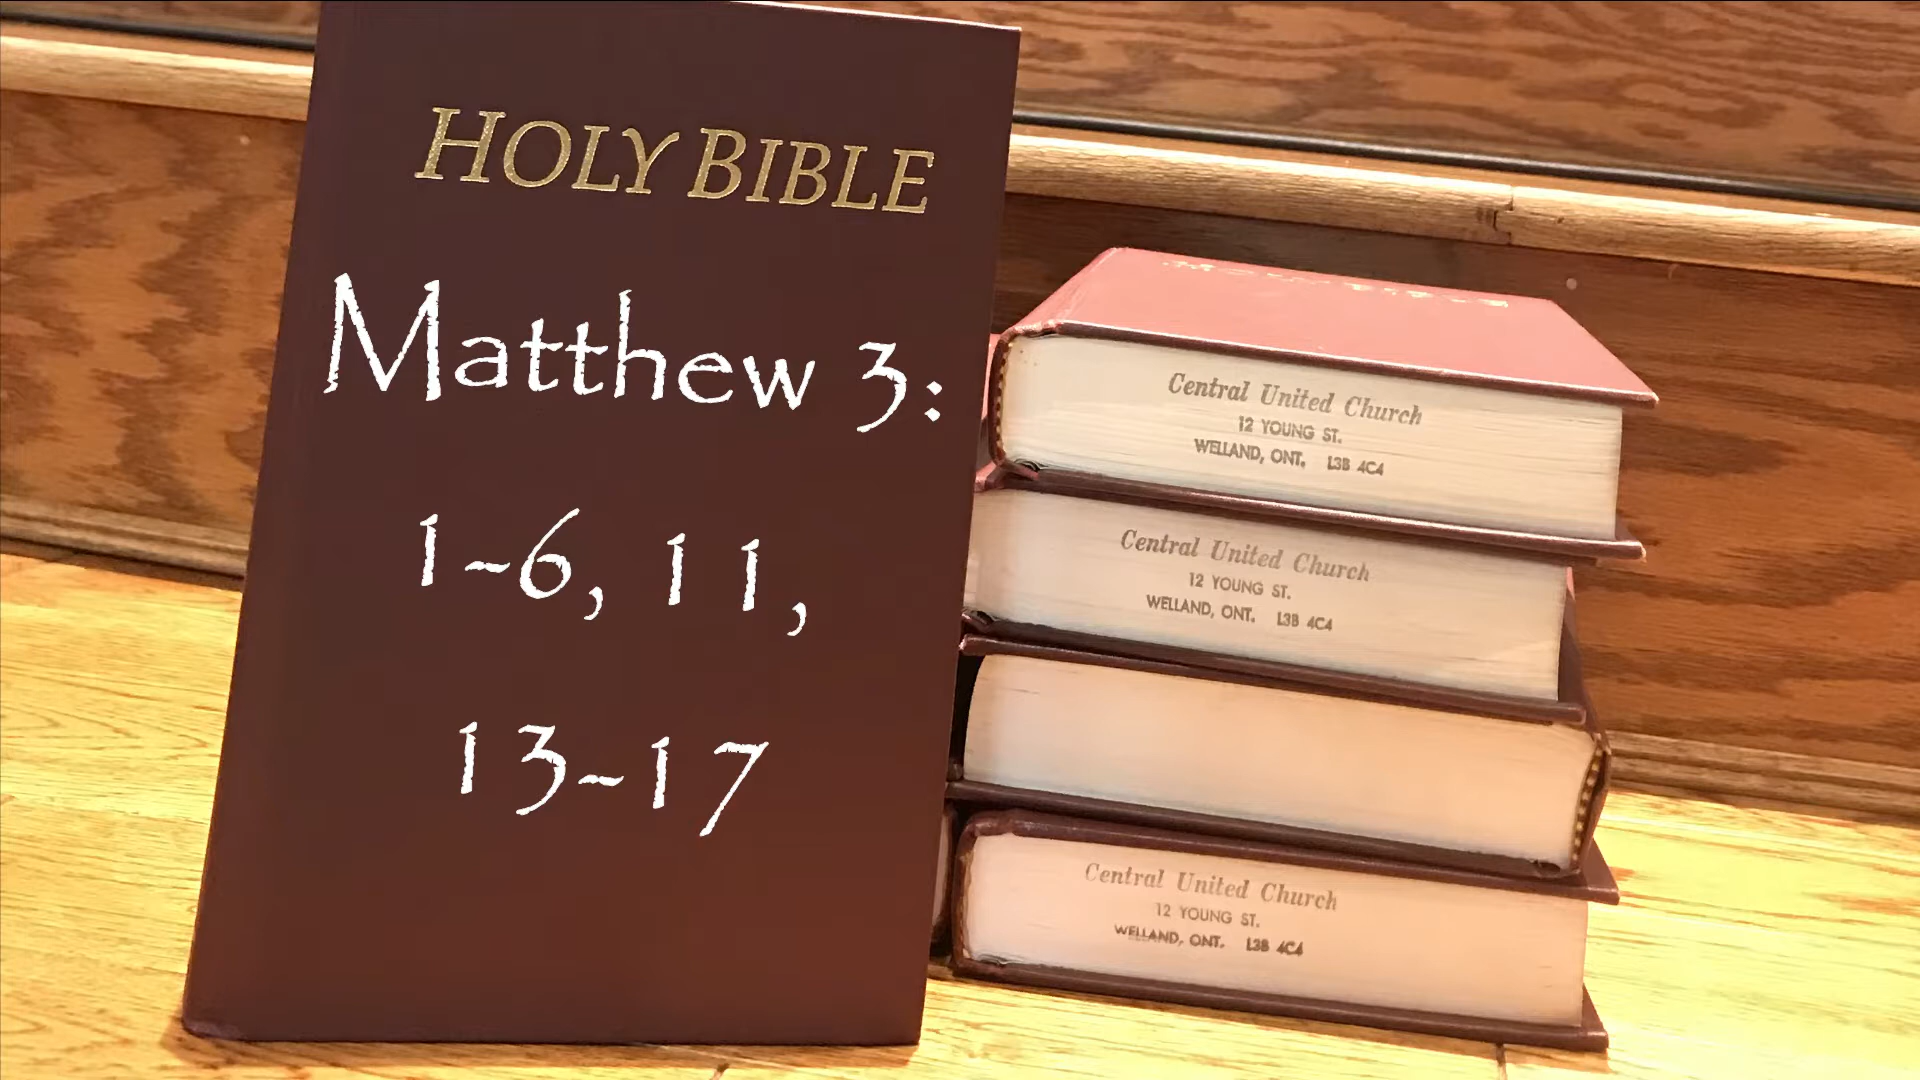 HOLY BIBLE
Matthew 3:
1~6, 11,
13~17
HOLY BIBLE
Central United Church
12 YOUNG ST.
WELLAND, ONT. L3B 4C4
Central United Church
12 YOUNG ST.
WELLAND, ONT. L3B 4C4
Central United Church
12 YOUNG ST.
WELLAND, ONT. L3B 4C4